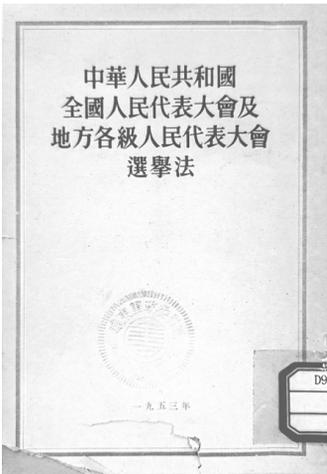 中華人民共和國
全國人民代表大會及
地方各級人民代表大會
選舉法
一九五三年
D9